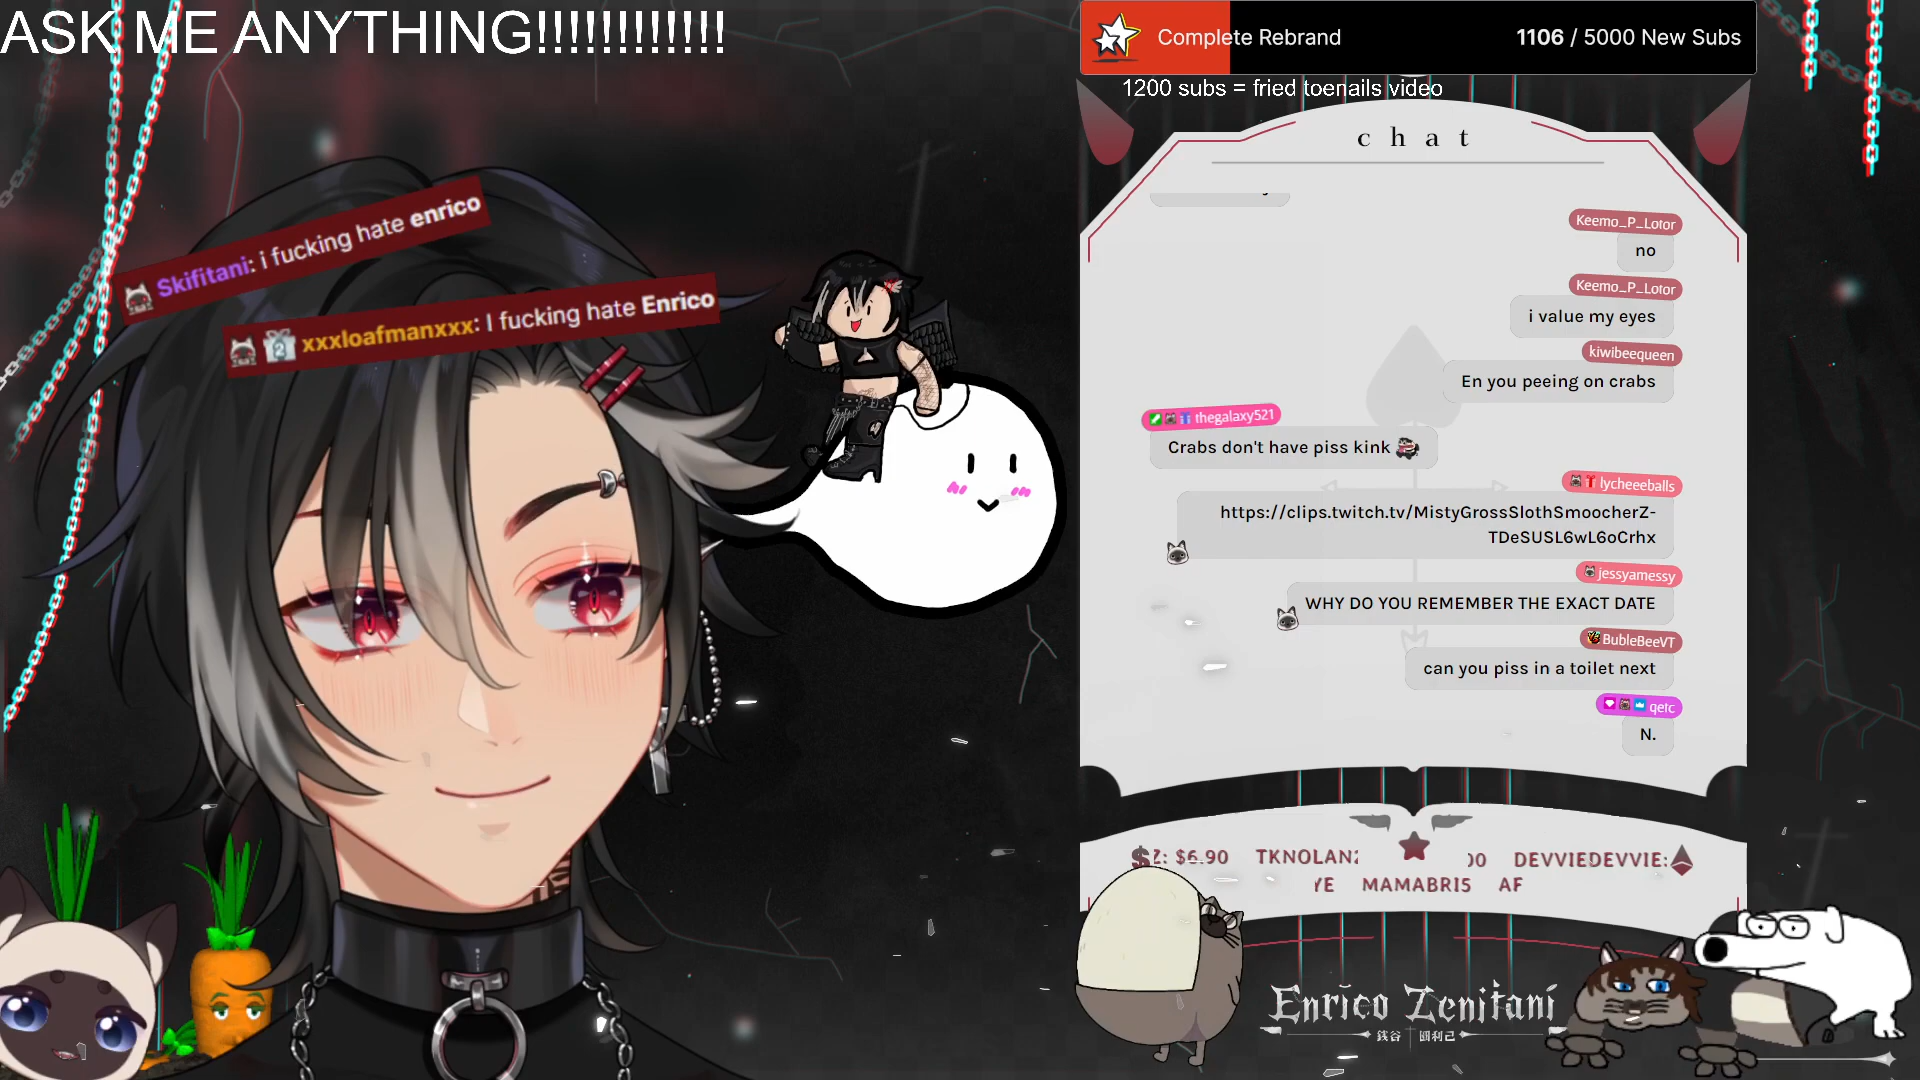 ASK ME ANYTHING!!!!!!!!!!!!
Complete Rebrand
1106 / 5000 New Subs
1200 subs = fried toenails video
chat
Skifitani: i fucking hate enrico
2 xxxloafmanxxx: I fucking hate Enrico
Keemo_P_Lotor
no
Keemo_P_Lotor
i value my eyes
kiwibeequeen
En you peeing on crabs
thegalaxy521
Crabs don't have piss kink
lycheeeballs
https://clips.twitch.tv/MistyGrossSlothSmoocherZ-
TDeSUSL6wL6oCrhx
jessyamessy
WHY DO YOU REMEMBER THE EXACT DATE
BubleBeeVT
can you piss in a toilet next
qetc
N.
Z: $6.90 TKNOLAN 00 DEVVIEDEVVIE:
YE MAMABRIS AF
Enrico Zenitani